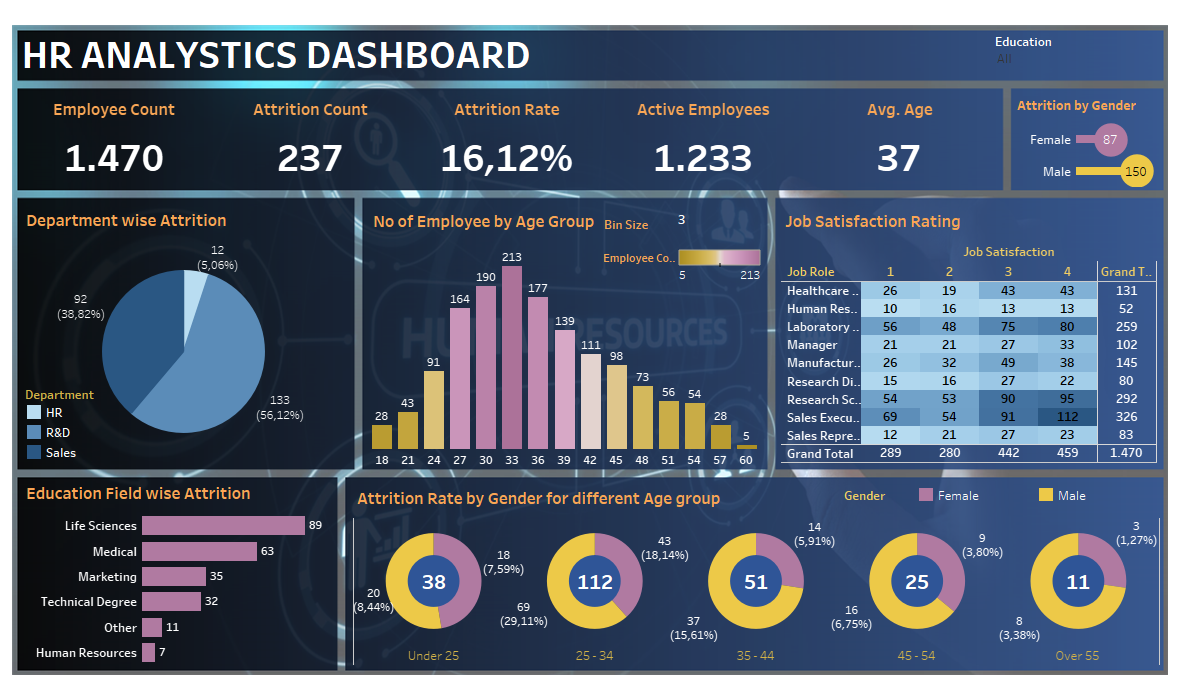 HR ANALYSTICS DASHBOARD
Education
All
Employee Count
Attrition Count
Attrition Rate
Active Employees
Avg. Age
1.470
237
16,12%
1.233
37
Attrition by Gender
Female 87
Male 150
Department wise Attrition
12
(5,06%)
92
(38,82%)
133
(56,12%)
Department
HR
R&D
Sales
No of Employee by Age Group
Bin Size 3
Employee Co..
5 213
28 43 91 164 190 213 177 139 111 98 73 56 54 28 5
18 21 24 27 30 33 36 39 42 45 48 51 54 57 60
HUMAN RESOURCES
Job Satisfaction Rating
Job Satisfaction
Job Role 1 2 3 4 Grand T..
Healthcare .. 26 19 43 43 131
Human Res.. 10 16 13 13 52
Laboratory .. 56 48 75 80 259
Manager 21 21 27 33 102
Manufactur.. 26 32 49 38 145
Research Di.. 15 16 27 22 80
Research Sc.. 54 53 90 95 292
Sales Execu.. 69 54 91 112 326
Sales Repre.. 12 21 27 23 83
Grand Total 289 280 442 459 1.470
Education Field wise Attrition
Life Sciences 89
Medical 63
Marketing 35
Technical Degree 32
Other 11
Human Resources 7
Attrition Rate by Gender for different Age group
Gender Female Male
38
18
(7,59%)
20
(8,44%)
Under 25
112
43
(18,14%)
69
(29,11%)
25 - 34
51
14
(5,91%)
37
(15,61%)
35 - 44
25
9
(3,80%)
16
(6,75%)
45 - 54
11
3
(1,27%)
8
(3,38%)
Over 55